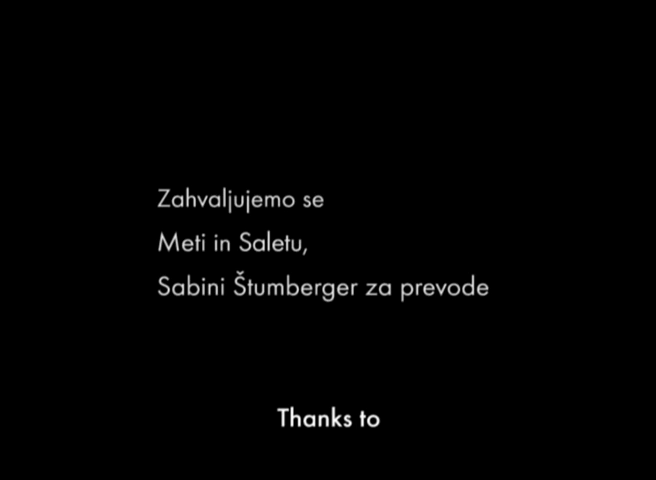 Zahvaljujemo se
Meti in Saletu,
Sabini Štumberger za prevode
Thanks to